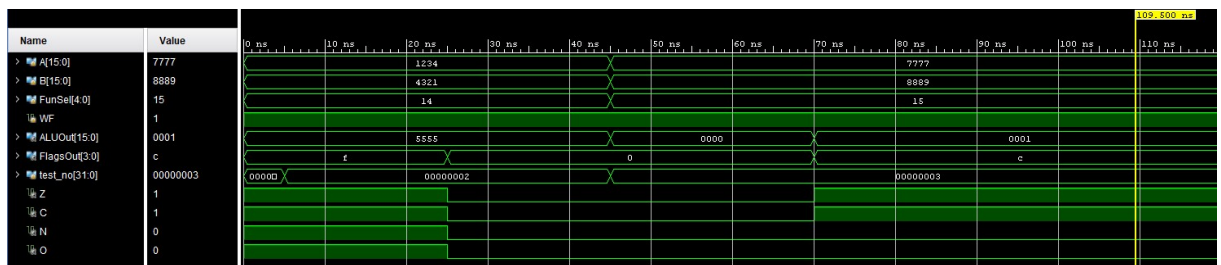 109.500 ns
Name Value 0 ns 10 ns 20 ns 30 ns 40 ns 50 ns 60 ns 70 ns 80 ns 90 ns 100 ns 110 ns
A[15:0] 7777 1234 7777
B[15:0] 8889 4321 8889
FunSel[4:0] 15 14 15
WF 1
ALUOut[15:0] 0001 5555 0000 0001
FlagsOut[3:0] c f 0 c
test_no[31:0] 00000003 0000 00000002 00000003
Z 1
C 1
N 0
O 0